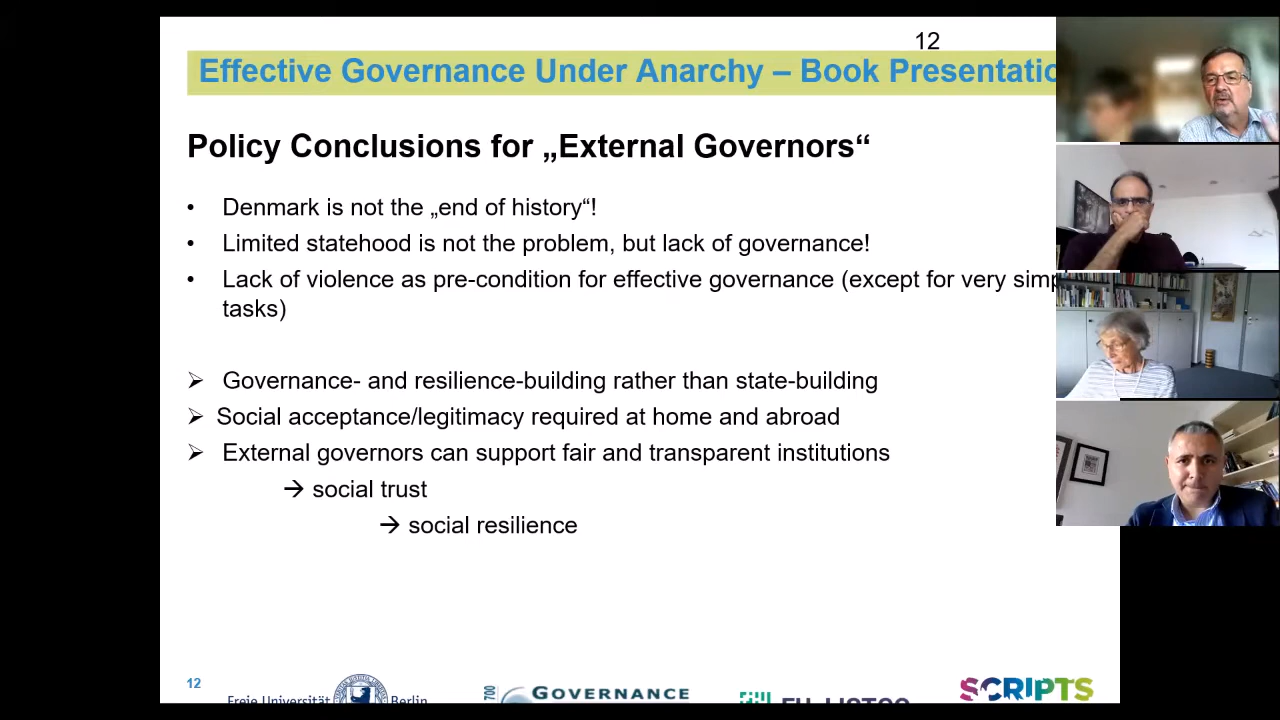 12
Effective Governance Under Anarchy – Book Presentatio
Policy Conclusions for „External Governors“
• Denmark is not the „end of history“!
• Limited statehood is not the problem, but lack of governance!
• Lack of violence as pre-condition for effective governance (except for very simp
tasks)
➢ Governance- and resilience-building rather than state-building
➢ Social acceptance/legitimacy required at home and abroad
➢ External governors can support fair and transparent institutions
→ social trust
→ social resilience
12
Freie Universität Berlin
700
GOVERNANCE
EU-LISTCO
SCRIPTS